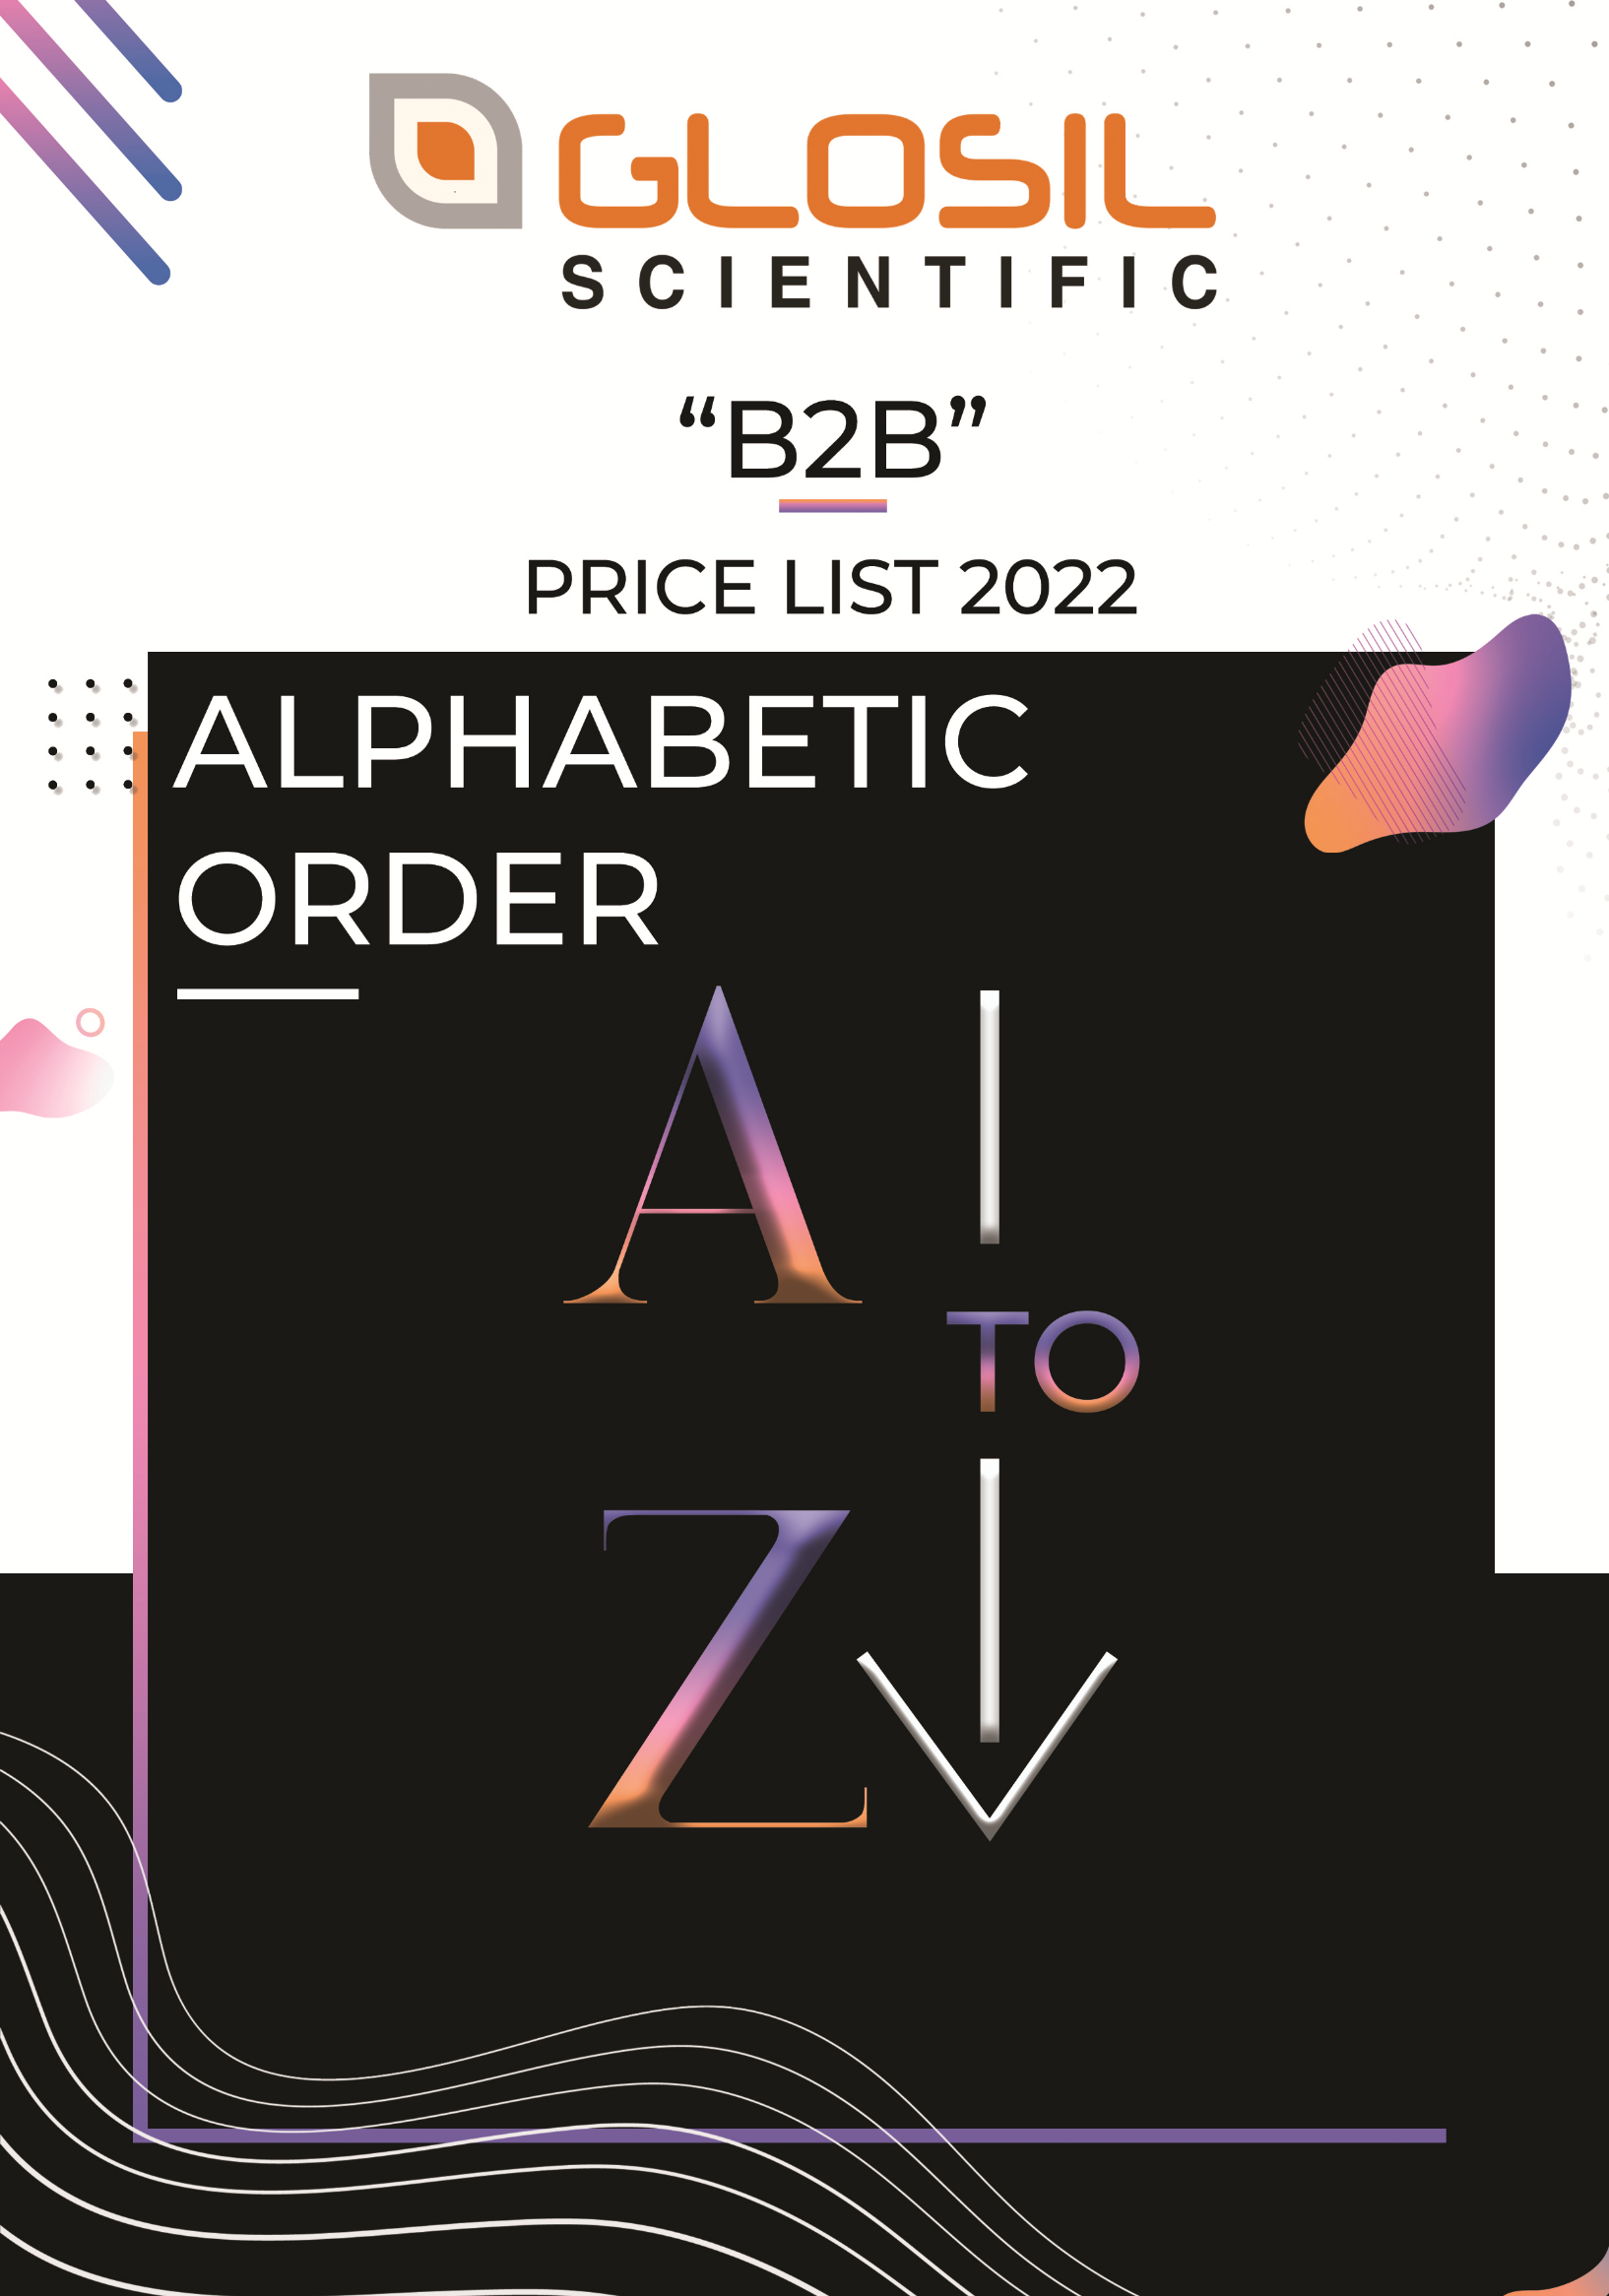 GLOSIL
SCIENTIFIC
“B2B”
PRICE LIST 2022
ALPHABETIC
ORDER
A
TO
Z